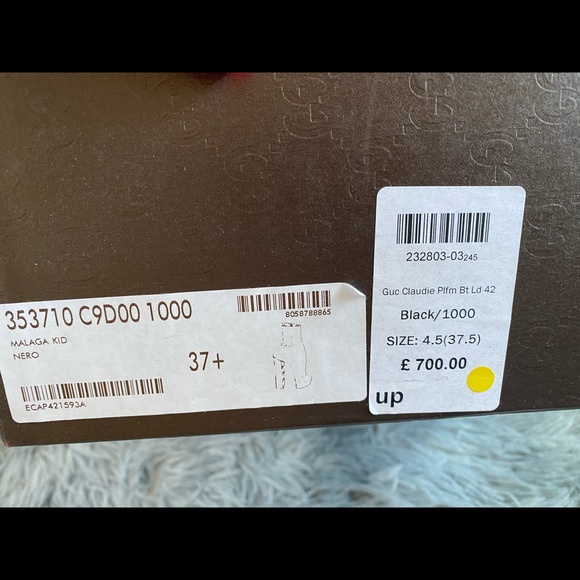 353710 C9D00 1000
8058788865
MALAGA KID
NERO
37+
ECAP421593A
232803-03245
Guc Claudie Plfm Bt Ld 42
Black/1000
SIZE: 4.5(37.5)
£ 700.00
up